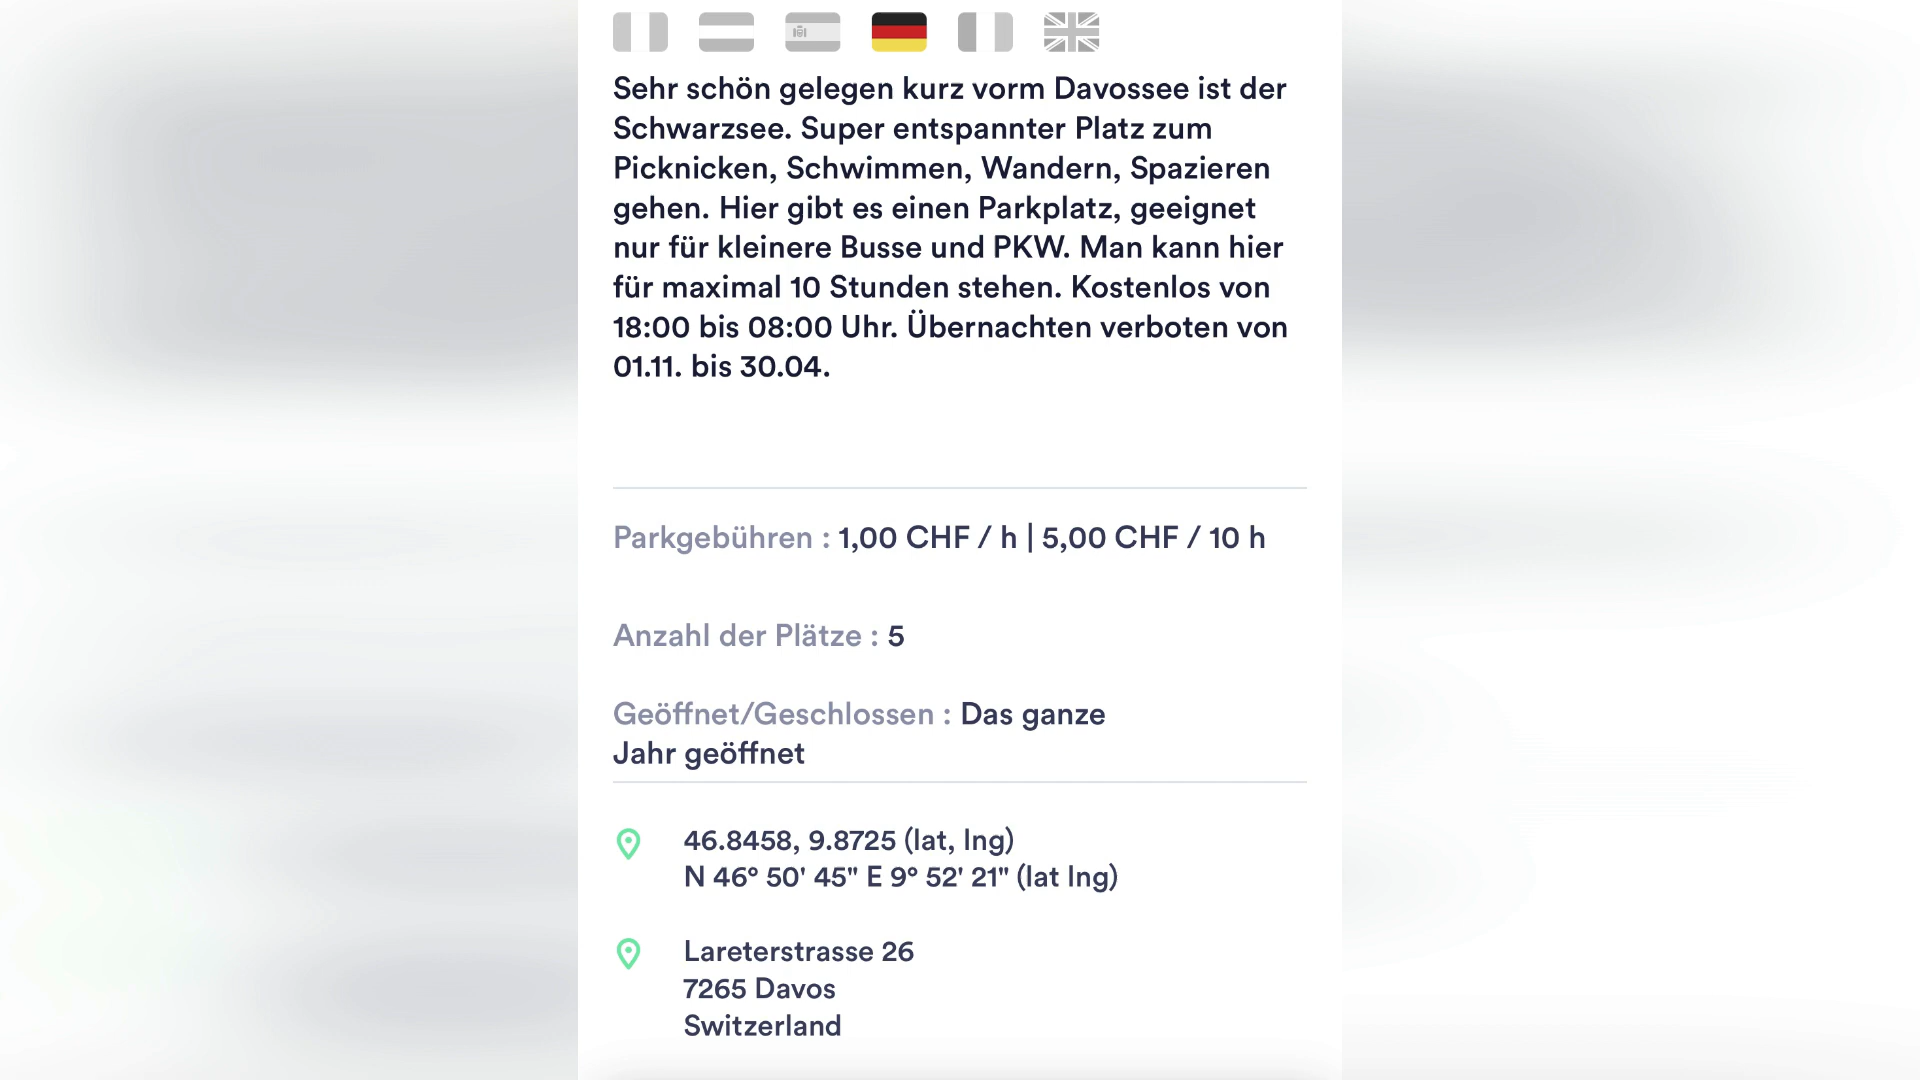 Sehr schön gelegen kurz vorm Davossee ist der
Schwarzsee. Super entspannter Platz zum
Picknicken, Schwimmen, Wandern, Spazieren
gehen. Hier gibt es einen Parkplatz, geeignet
nur für kleinere Busse und PKW. Man kann hier
für maximal 10 Stunden stehen. Kostenlos von
18:00 bis 08:00 Uhr. Übernachten verboten von
01.11. bis 30.04.
Parkgebühren : 1,00 CHF / h | 5,00 CHF / 10 h
Anzahl der Plätze : 5
Geöffnet/Geschlossen : Das ganze
Jahr geöffnet
46.8458, 9.8725 (lat, lng)
N 46° 50' 45" E 9° 52' 21" (lat lng)
Lareterstrasse 26
7265 Davos
Switzerland